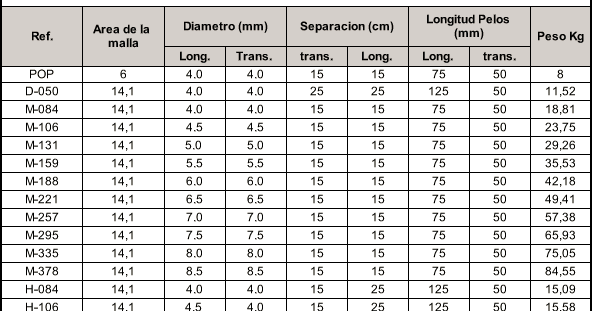 Ref. Area de la malla Diametro (mm) Separacion (cm) Longitud Pelos (mm) Peso Kg
Long. Trans. trans. Long. Long. trans.
POP 6 4.0 4.0 15 15 75 50 8
D-050 14,1 4.0 4.0 25 25 125 50 11,52
M-084 14,1 4.0 4.0 15 15 75 50 18,81
M-106 14,1 4.5 4.5 15 15 75 50 23,75
M-131 14,1 5.0 5.0 15 15 75 50 29,26
M-159 14,1 5.5 5.5 15 15 75 50 35,53
M-188 14,1 6.0 6.0 15 15 75 50 42,18
M-221 14,1 6.5 6.5 15 15 75 50 49,41
M-257 14,1 7.0 7.0 15 15 75 50 57,38
M-295 14,1 7.5 7.5 15 15 75 50 65,93
M-335 14,1 8.0 8.0 15 15 75 50 75,05
M-378 14,1 8.5 8.5 15 15 75 50 84,55
H-084 14,1 4.0 4.0 15 25 125 50 15,09
H-106 14,1 4.5 4.0 15 25 125 50 15,58